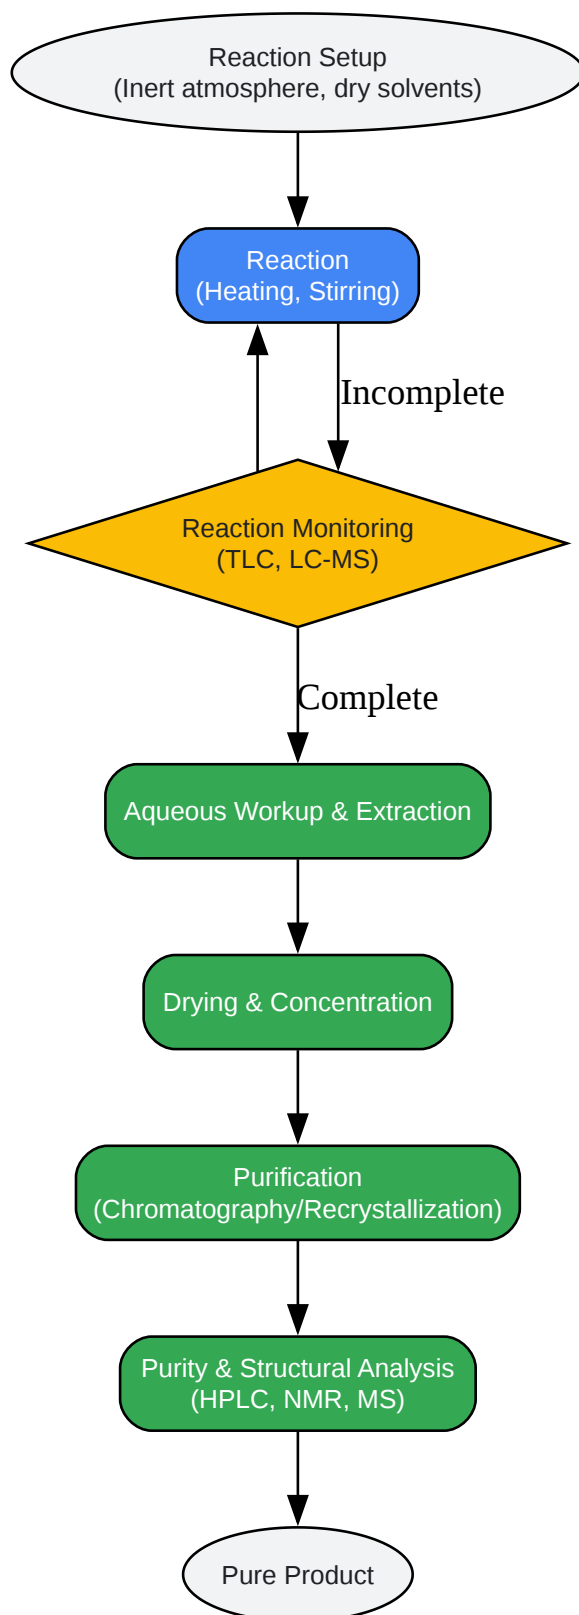 Reaction Setup
(Inert atmosphere, dry solvents)
Reaction
(Heating, Stirring)
Incomplete
Reaction Monitoring
(TLC, LC-MS)
Complete
Aqueous Workup & Extraction
Drying & Concentration
Purification
(Chromatography/Recrystallization)
Purity & Structural Analysis
(HPLC, NMR, MS)
Pure Product